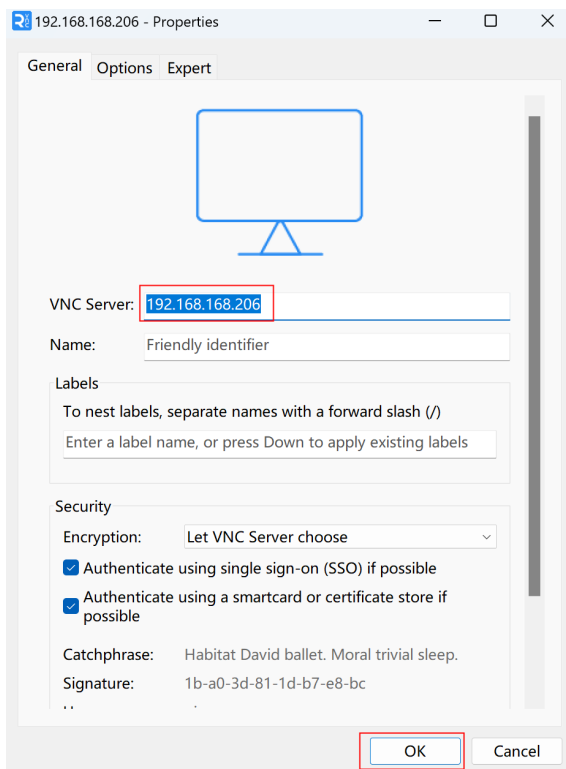 192.168.168.206 - Properties
General Options Expert
VNC Server: 192.168.168.206
Name: Friendly identifier
Labels
To nest labels, separate names with a forward slash (/)
Enter a label name, or press Down to apply existing labels
Security
Encryption: Let VNC Server choose
Authenticate using single sign-on (SSO) if possible
Authenticate using a smartcard or certificate store if
possible
Catchphrase: Habitat David ballet. Moral trivial sleep.
Signature: 1b-a0-3d-81-1d-b7-e8-bc
OK Cancel